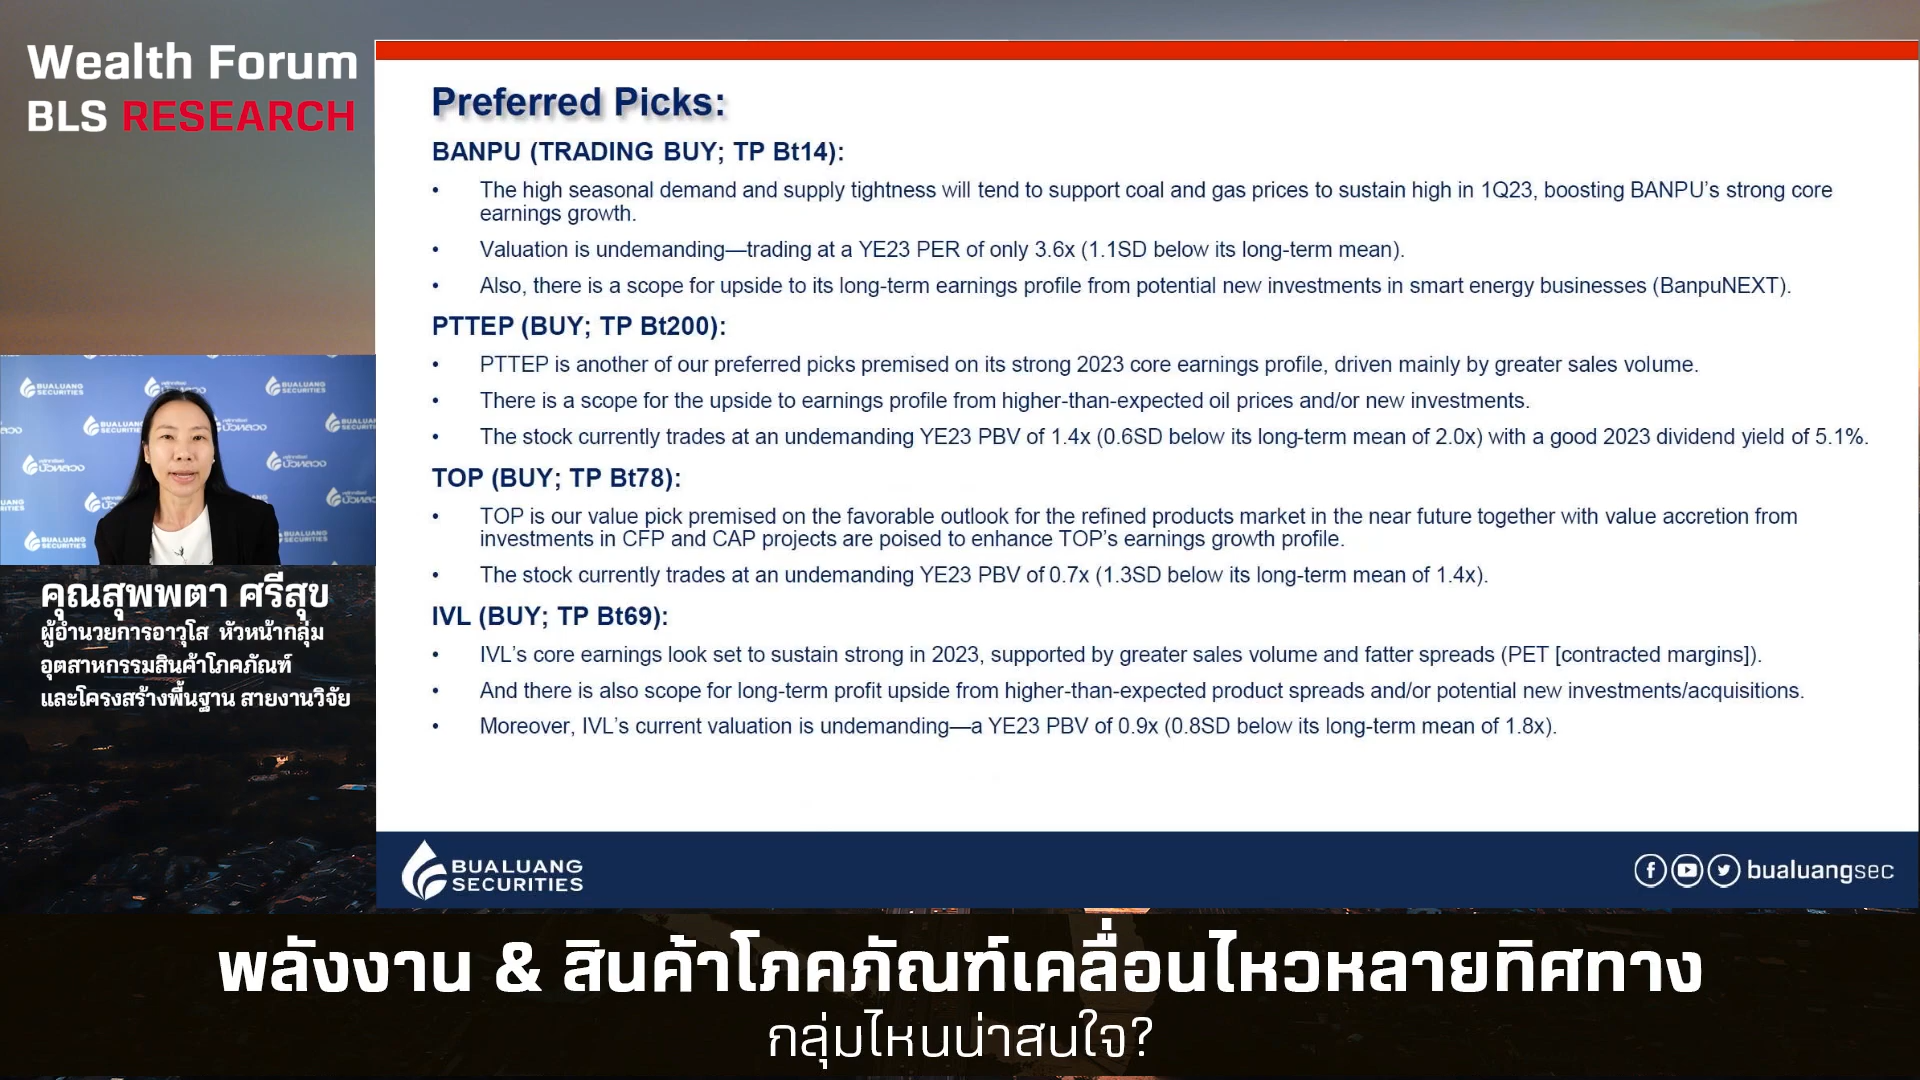 Wealth Forum
BLS RESEARCH
Preferred Picks:
BANPU (TRADING BUY; TP Bt14):
• The high seasonal demand and supply tightness will tend to support coal and gas prices to sustain high in 1Q23, boosting BANPU's strong core
earnings growth.
• Valuation is undemanding—trading at a YE23 PER of only 3.6x (1.1SD below its long-term mean).
• Also, there is a scope for upside to its long-term earnings profile from potential new investments in smart energy businesses (BanpuNEXT).
PTTEP (BUY; TP Bt200):
• PTTEP is another of our preferred picks premised on its strong 2023 core earnings profile, driven mainly by greater sales volume.
• There is a scope for the upside to earnings profile from higher-than-expected oil prices and/or new investments.
• The stock currently trades at an undemanding YE23 PBV of 1.4x (0.6SD below its long-term mean of 2.0x) with a good 2023 dividend yield of 5.1%.
TOP (BUY; TP Bt78):
• TOP is our value pick premised on the favorable outlook for the refined products market in the near future together with value accretion from
investments in CFP and CAP projects are poised to enhance TOP's earnings growth profile.
• The stock currently trades at an undemanding YE23 PBV of 0.7x (1.3SD below its long-term mean of 1.4x).
IVL (BUY; TP Bt69):
• IVL's core earnings look set to sustain strong in 2023, supported by greater sales volume and fatter spreads (PET [contracted margins]).
• And there is also scope for long-term profit upside from higher-than-expected product spreads and/or potential new investments/acquisitions.
• Moreover, IVL's current valuation is undemanding—a YE23 PBV of 0.9x (0.8SD below its long-term mean of 1.8x).
BUALUANG
SECURITIES
บัวหลวง
คุณสุพพตา ศรีสุข
ผู้อำนวยการอาวุโส หัวหน้ากลุ่ม
อุตสาหกรรมสินค้าโภคภัณฑ์
และโครงสร้างพื้นฐาน สายงานวิจัย
BUALUANG
SECURITIES
bualuangsec
พลังงาน & สินค้าโภคภัณฑ์เคลื่อนไหวหลายทิศทาง
กลุ่มไหนน่าสนใจ?